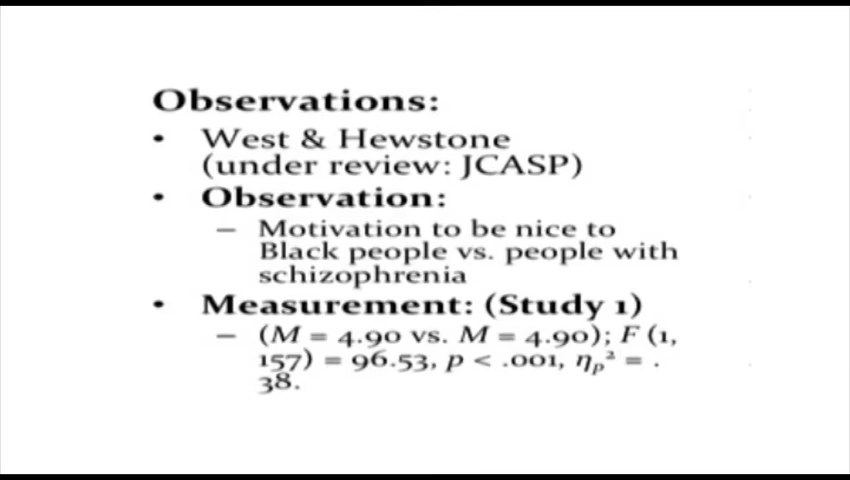 Observations:
• West & Hewstone
(under review: JCASP)
• Observation:
– Motivation to be nice to
Black people vs. people with
schizophrenia
• Measurement: (Study 1)
– (M = 4.90 vs. M = 4.90); F (1,
157) = 96.53, p < .001, ηp² = .
38.